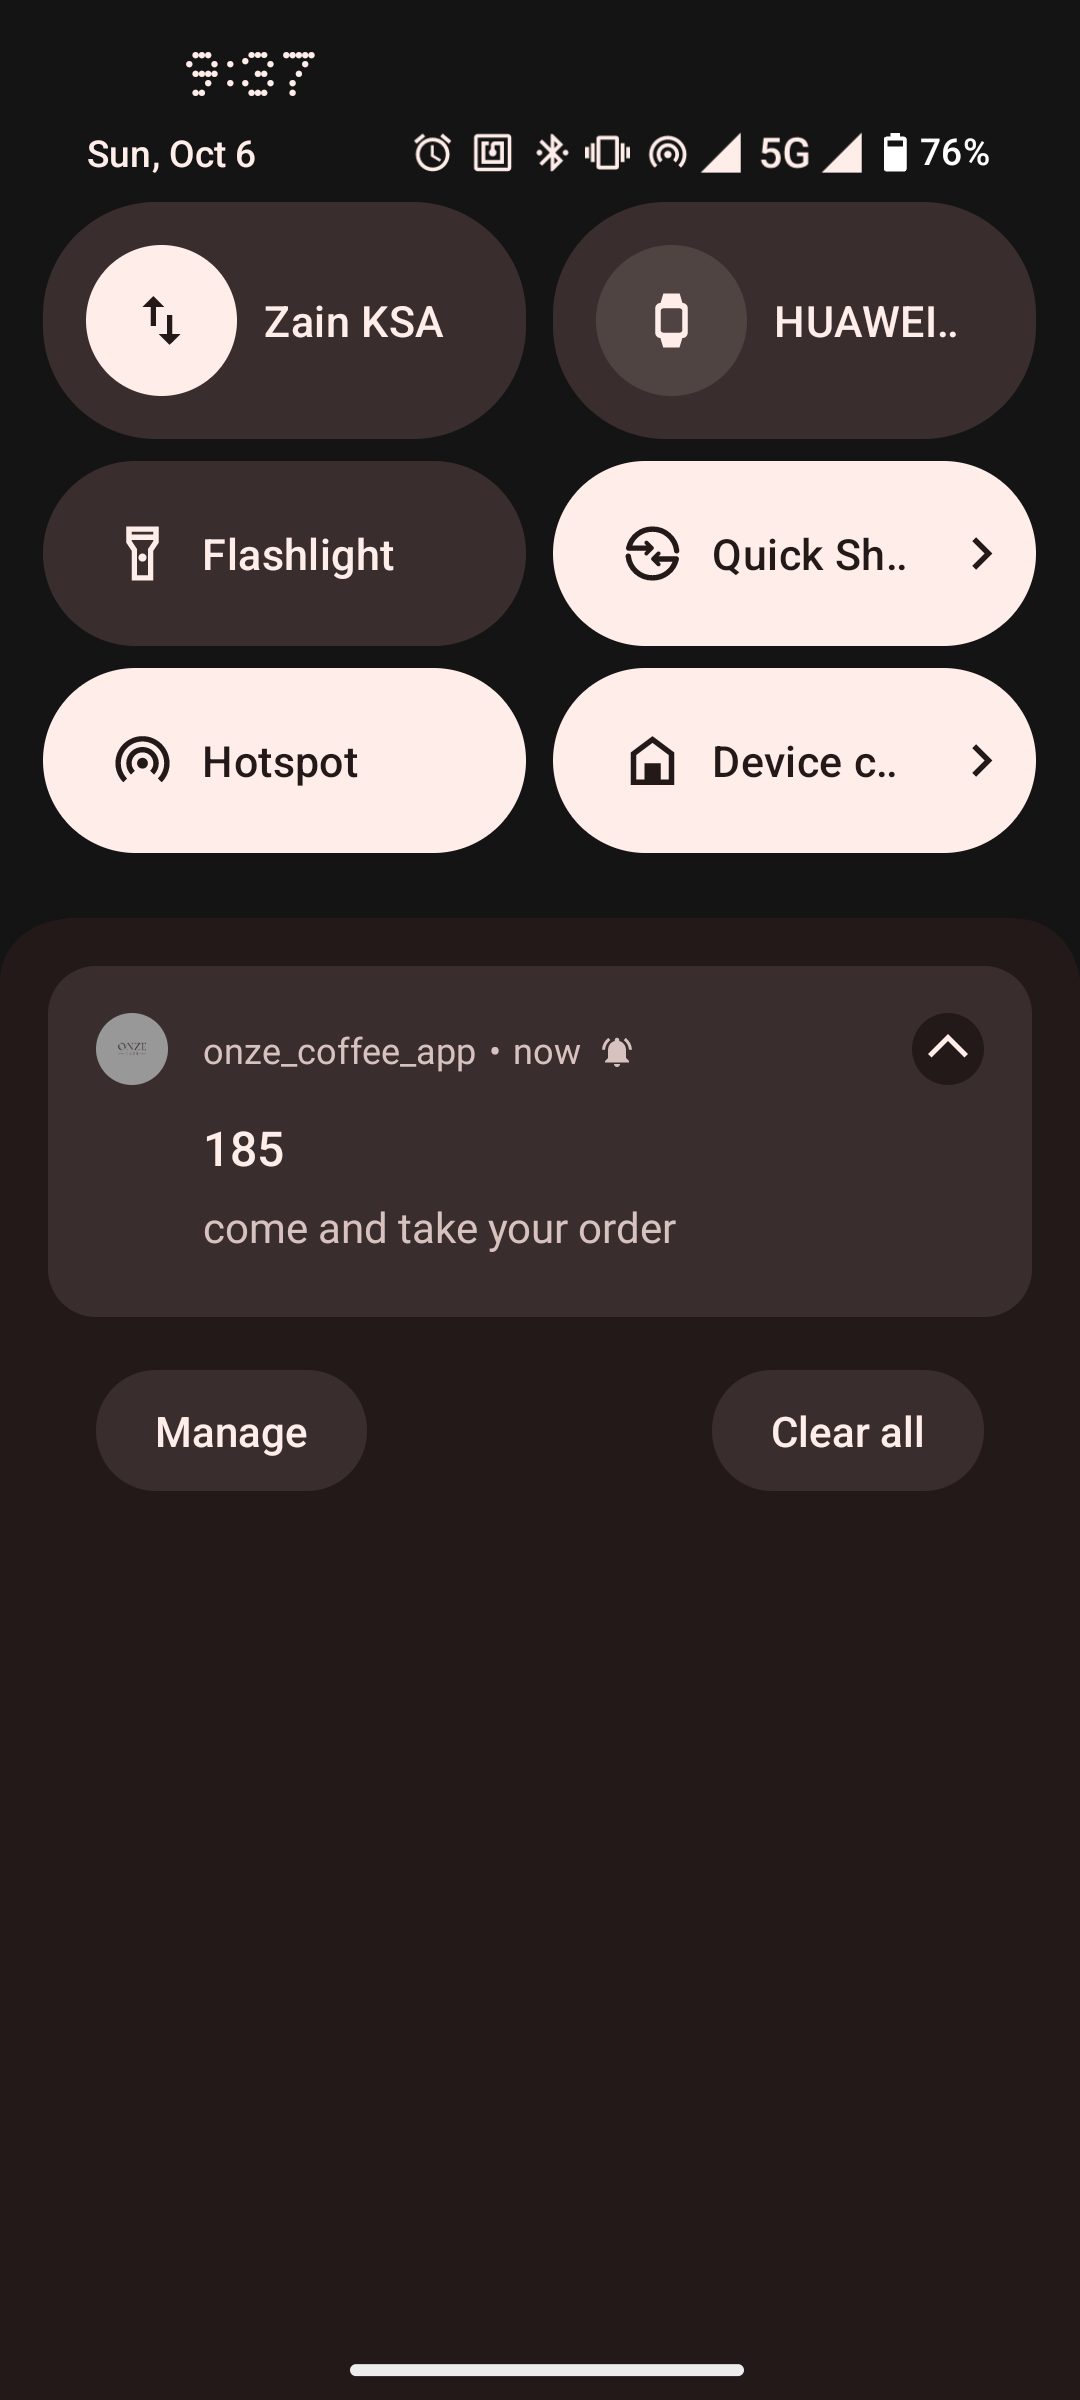 9:37
Sun, Oct 6
5G
76%
Zain KSA
HUAWEI..
Flashlight
Quick Sh..
Hotspot
Device c..
ONZE
onze_coffee_app • now
185
come and take your order
Manage
Clear all